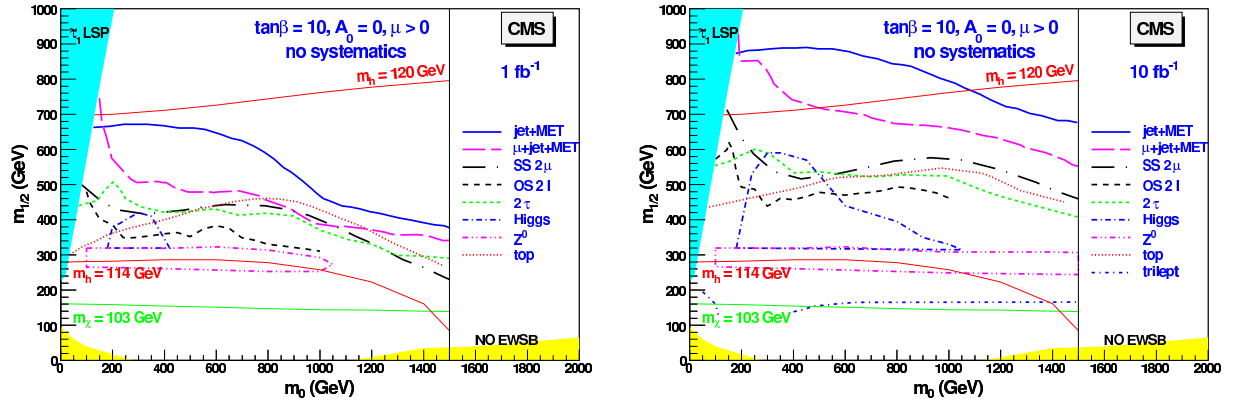 τ̃₁ LSP
tanβ = 10, A₀ = 0, μ > 0
no systematics
CMS
1 fb⁻¹
m_h = 120 GeV
jet+MET
μ+jet+MET
SS 2μ
OS 2 l
2 τ
Higgs
Z⁰
top
m_h = 114 GeV
m_χ = 103 GeV
NO EWSB
m₁/₂ (GeV)
1000
900
800
700
600
500
400
300
200
100
0
0 200 400 600 800 1000 1200 1400 1600 1800 2000
m₀ (GeV)
τ̃₁ LSP
tanβ = 10, A₀ = 0, μ > 0
no systematics
CMS
10 fb⁻¹
m_h = 120 GeV
jet+MET
μ+jet+MET
SS 2μ
OS 2 l
2 τ
Higgs
Z⁰
top
trilept
m_h = 114 GeV
m_χ = 103 GeV
NO EWSB
m₁/₂ (GeV)
1000
900
800
700
600
500
400
300
200
100
0
0 200 400 600 800 1000 1200 1400 1600 1800 2000
m₀ (GeV)